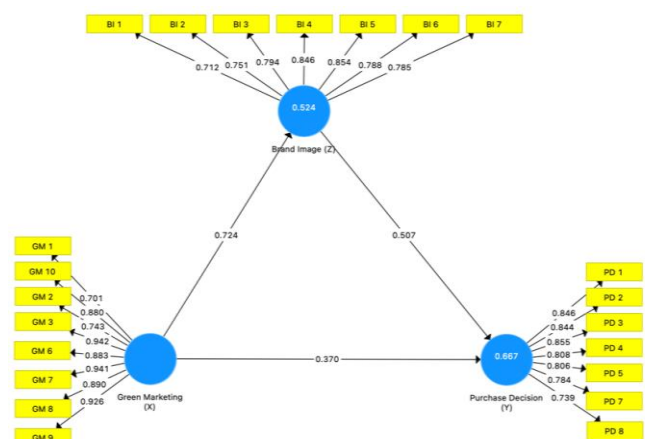 BI 1 BI 2 BI 3 BI 4 BI 5 BI 6 BI 7
0.712 0.751 0.794 0.846 0.854 0.788 0.785
0.524
Brand Image (Z)
0.724 0.507
GM 1
GM 10
GM 2
GM 3
GM 6
GM 7
GM 8
GM 9
0.701
0.880
0.743
0.942
0.883
0.941
0.890
0.926
Green Marketing
(X)
0.370
0.667
Purchase Decision
(Y)
0.846
0.844
0.855
0.808
0.806
0.784
0.739
PD 1
PD 2
PD 3
PD 4
PD 5
PD 7
PD 8